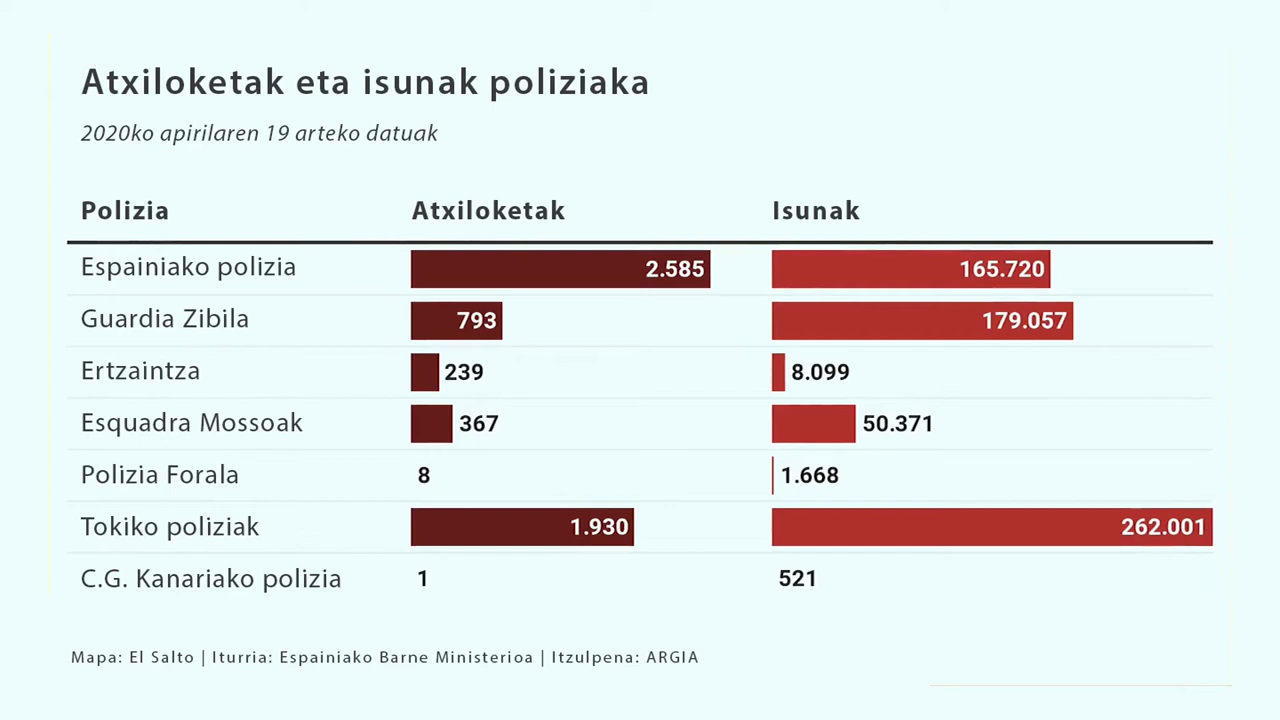 Atxiloketak eta isunak poliziaka
2020ko apirilaren 19 arteko datuak
Polizia Atxiloketak Isunak
Espainiako polizia 2.585 165.720
Guardia Zibila 793 179.057
Ertzaintza 239 8.099
Esquadra Mossoak 367 50.371
Polizia Forala 8 1.668
Tokiko poliziak 1.930 262.001
C.G. Kanariako polizia 1 521
Mapa: El Salto | Iturria: Espainiako Barne Ministerioa | Itzulpena: ARGIA